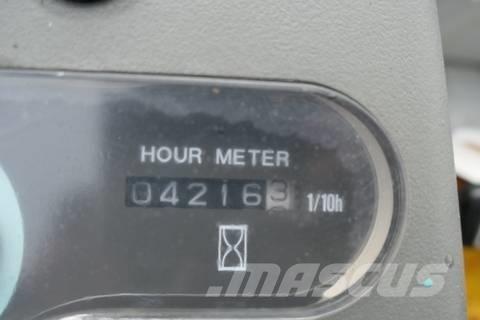 HOUR METER
042163 1/10h
MASCUS